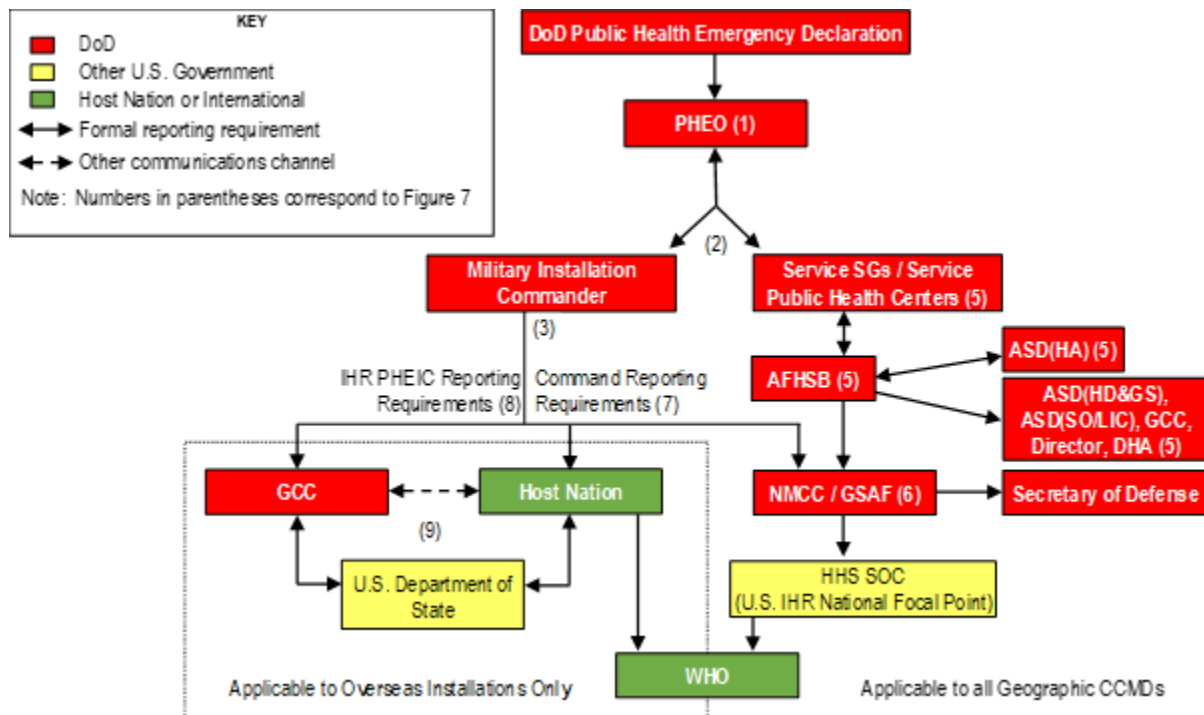 KEY
DoD
Other U.S. Government
Host Nation or International
Formal reporting requirement
Other communications channel
Note: Numbers in parentheses correspond to Figure 7
DoD Public Health Emergency Declaration
PHEO (1)
(2)
Military Installation
Commander
Service SGs / Service
Public Health Centers (5)
(3)
ASD(HA) (5)
AFHSB (5)
IHR PHEIC Reporting
Requirements (8)
Command Reporting
Requirements (7)
ASD(HD&GS),
ASD(SO/LIC), GCC,
Director, DHA (5)
GCC
Host Nation
NMCC / GSAF (6)
Secretary of Defense
(9)
U.S. Department of
State
HHS SOC
(U.S. IHR National Focal Point)
WHO
Applicable to Overseas Installations Only
Applicable to all Geographic CCMDs